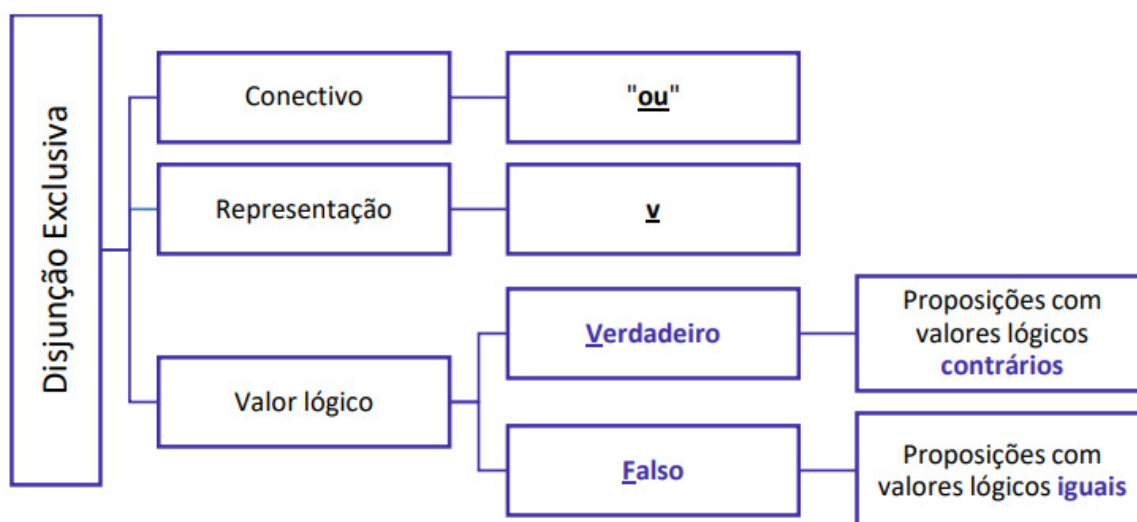 Disjunção Exclusiva
Conectivo
"ou"
Representação
v
Valor lógico
Verdadeiro
Proposições com
valores lógicos
contrários
Falso
Proposições com
valores lógicos iguais